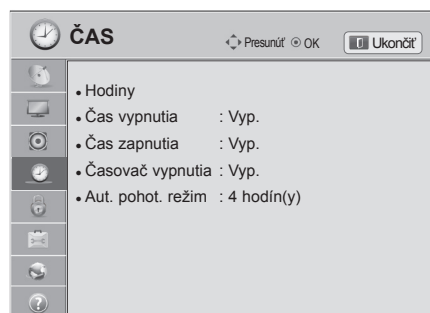 ČAS Presunúť OK Ukončiť
• Hodiny
• Čas vypnutia : Vyp.
• Čas zapnutia : Vyp.
• Časovač vypnutia : Vyp.
• Aut. pohot. režim : 4 hodín(y)